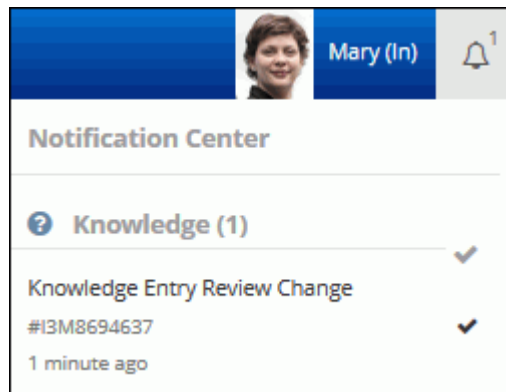 Mary (In)
1
Notification Center
Knowledge (1)
Knowledge Entry Review Change
#I3M8694637
1 minute ago